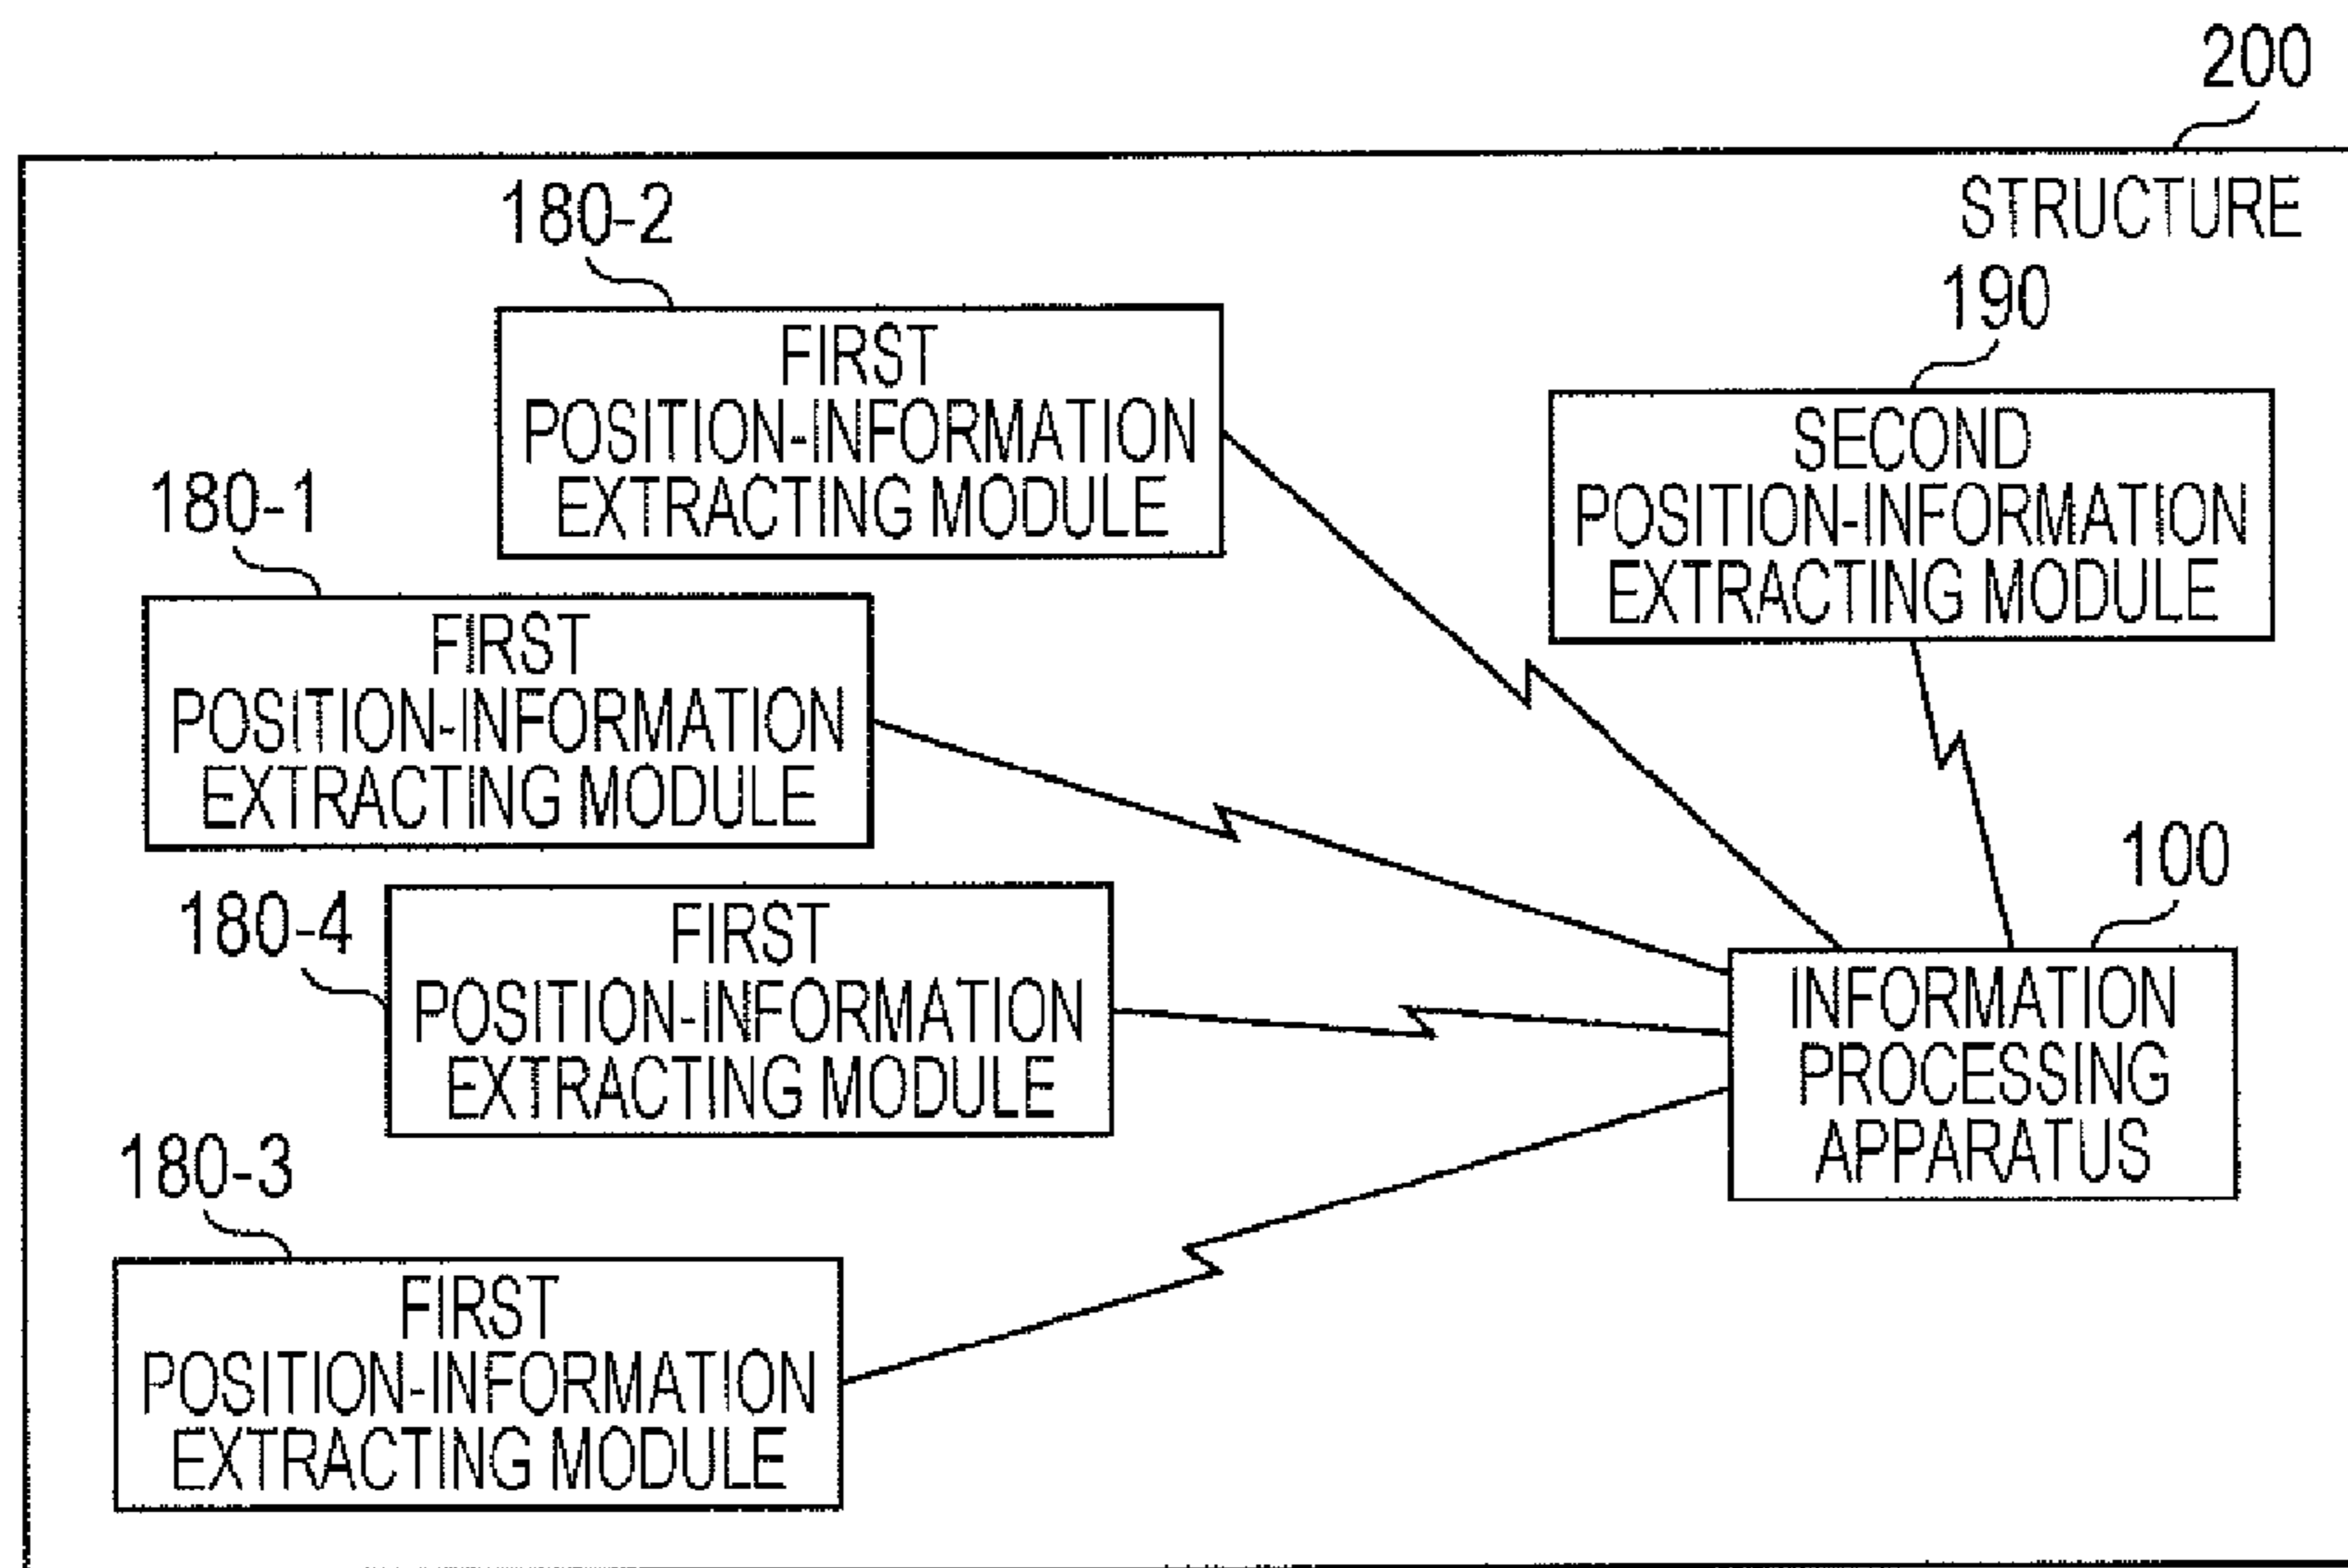 200
STRUCTURE
180-2
FIRST
POSITION-INFORMATION
EXTRACTING MODULE
190
SECOND
POSITION-INFORMATION
EXTRACTING MODULE
180-1
FIRST
POSITION-INFORMATION
EXTRACTING MODULE
180-4
FIRST
POSITION-INFORMATION
EXTRACTING MODULE
100
INFORMATION
PROCESSING
APPARATUS
180-3
FIRST
POSITION-INFORMATION
EXTRACTING MODULE